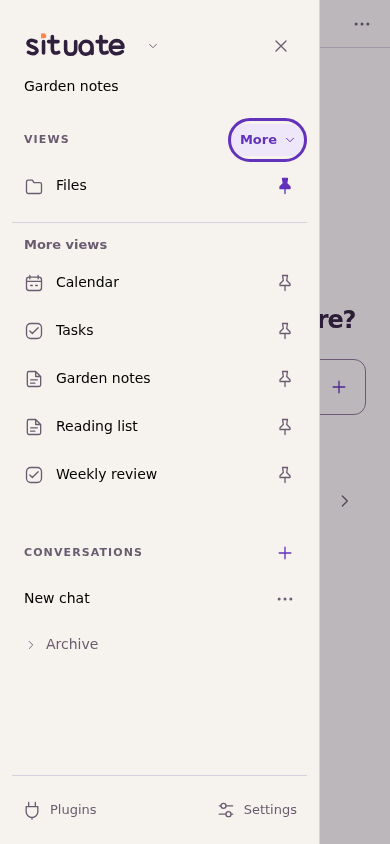 situate
Garden notes
VIEWS
More
Files
More views
Calendar
Tasks
Garden notes
Reading list
Weekly review
CONVERSATIONS
New chat
Archive
Plugins
Settings
re?